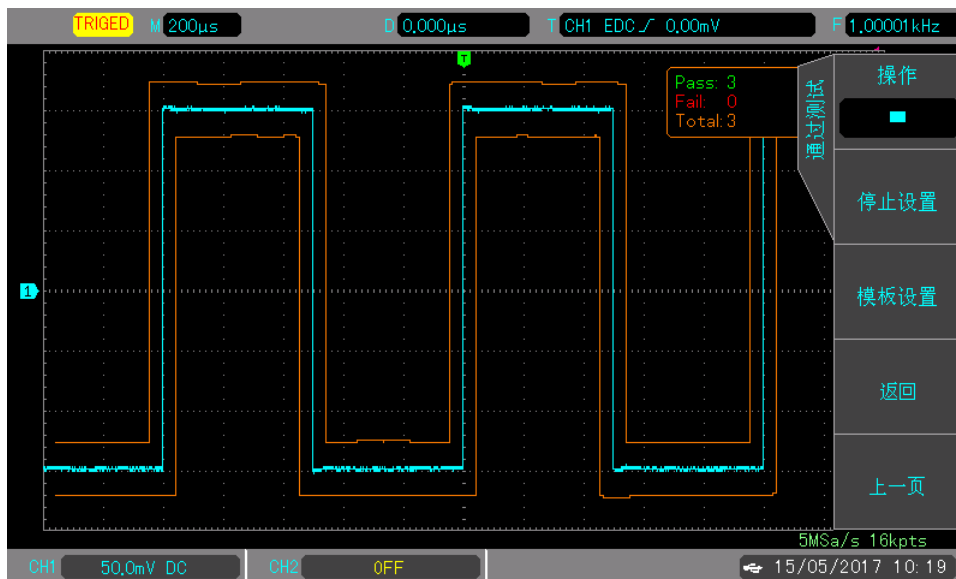 TRIGED M 200μs D 0.000μs T CH1 EDC 0.00mV F 1.00001kHz
T
Pass: 3
Fail: 0
Total: 3
通过测试
操作
停止设置
模板设置
返回
上一页
1
5MSa/s 16kpts
CH1 50.0mV DC CH2 OFF 15/05/2017 10:19